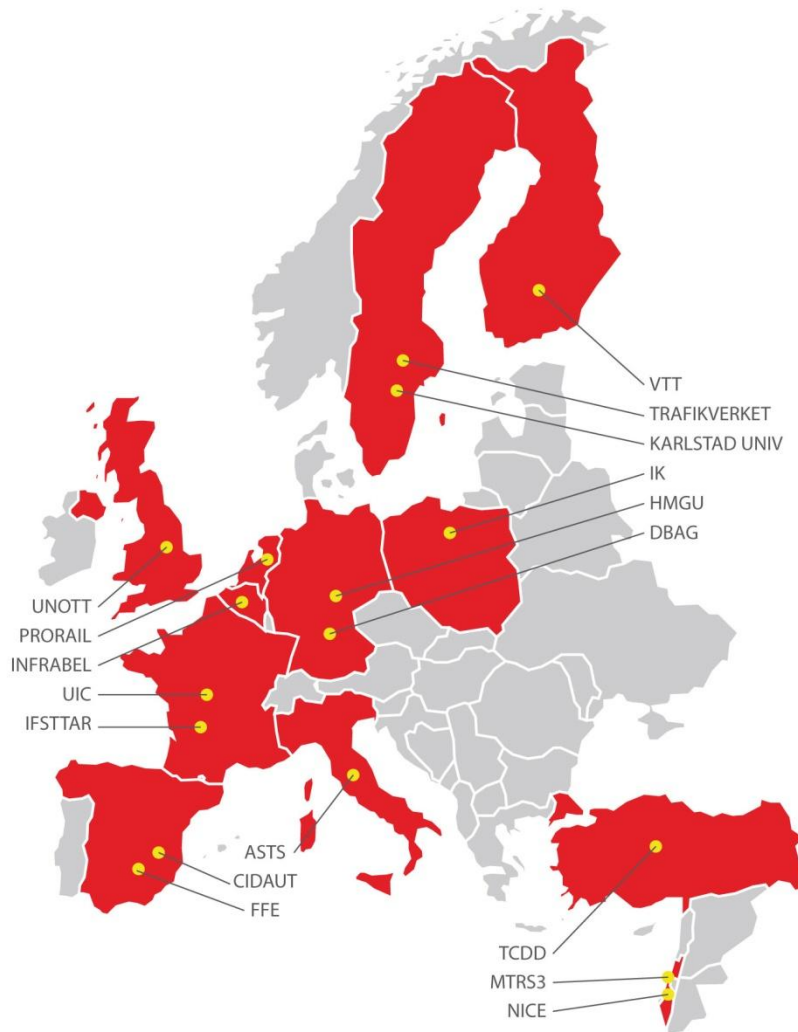 VTT
TRAFIKVERKET
KARLSTAD UNIV
IK
HMGU
DBAG
UNOTT
PRORAIL
INFRABEL
UIC
IFSTTAR
ASTS
CIDAUT
FFE
TCDD
MTRS3
NICE